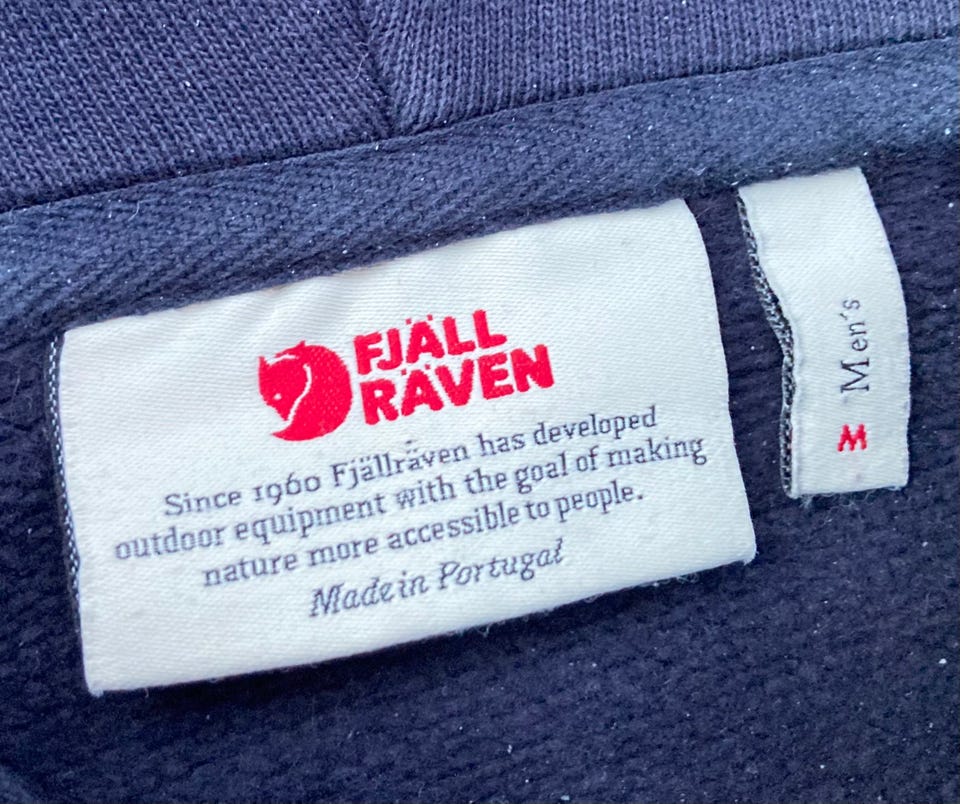 FJÄLL
RÄVEN
Since 1960 Fjällräven has developed
outdoor equipment with the goal of making
nature more accessible to people.
Made in Portugal
M Men's